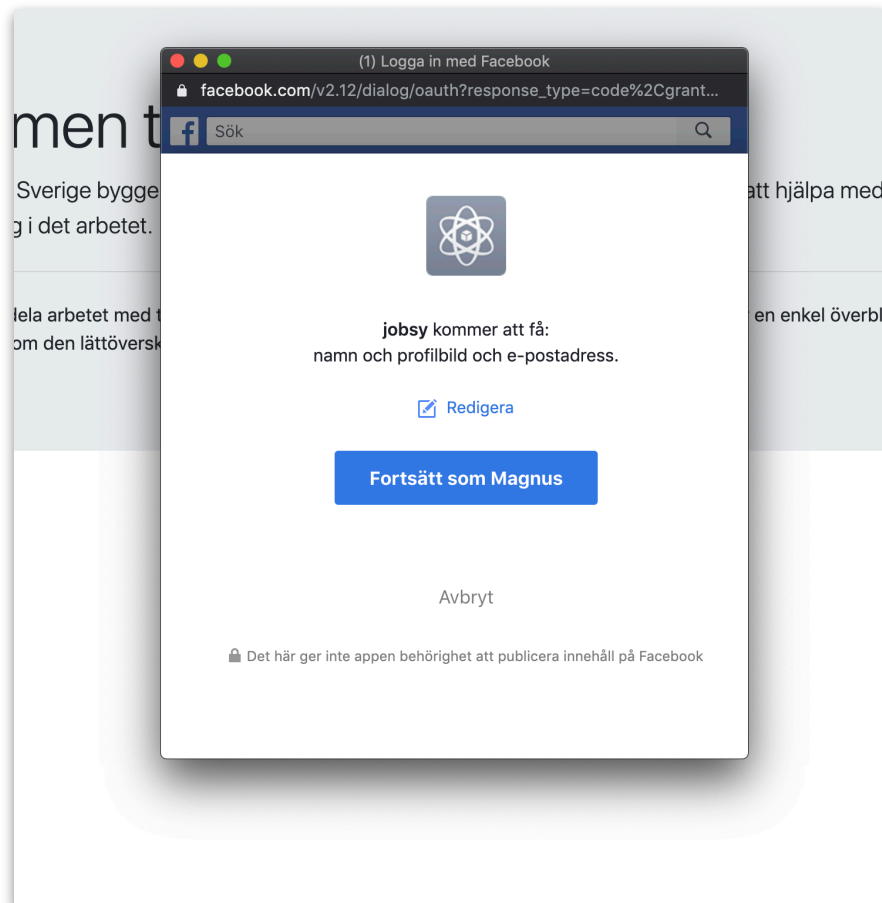 (1) Logga in med Facebook
facebook.com/v2.12/dialog/oauth?response_type=code%2Cgrant...
men t
f Sök
Sverige bygge att hjälpa med
g i det arbetet.
jobsy kommer att få:
dela arbetet med t en enkel överbl
om den lättöversk namn och profilbild och e-postadress.
Redigera
Fortsätt som Magnus
Avbryt
Det här ger inte appen behörighet att publicera innehåll på Facebook